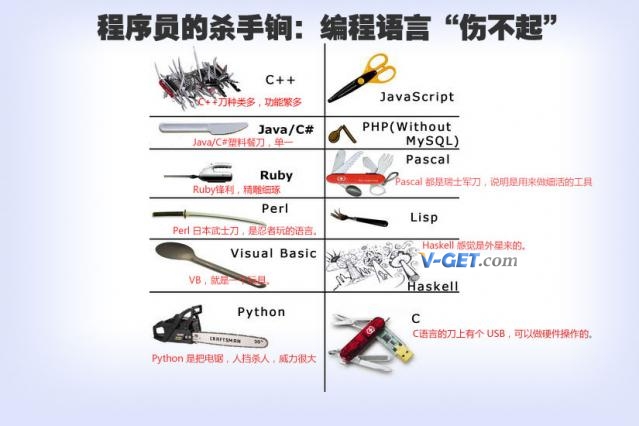 程序员的杀手锏：编程语言“伤不起”
C++
C++刀种类多，功能繁多
JavaScript
Java/C#
Java/C#塑料餐刀，单一
PHP(Without
MySQL)
Ruby
Ruby锋利，精雕细琢
Pascal
Pascal 都是瑞士军刀，说明是用来做细活的工具
Perl
Perl 日本武士刀，是忍者玩的语言。
Lisp
Visual Basic
VB，就是一个玩具。
Haskell 感觉是外星来的。
V-GET.com
Haskell
Python
CRAFTSMAN
Python 是把电锯，人挡杀人，威力很大
C
C语言的刀上有个 USB，可以做硬件操作的。